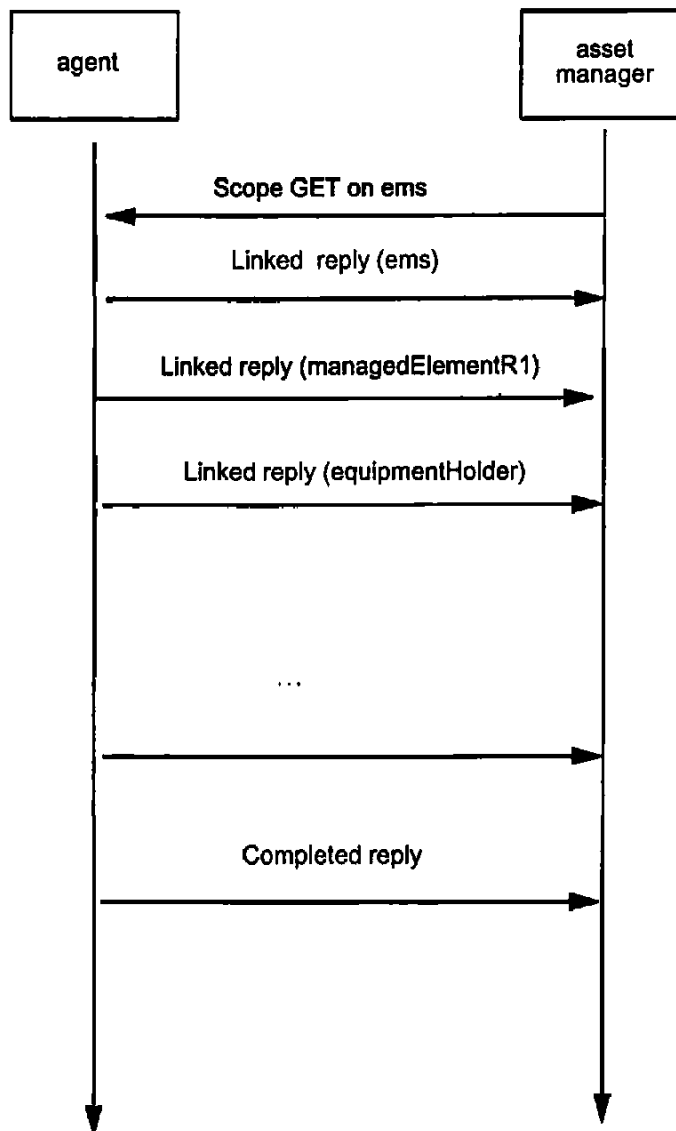 agent
asset
manager
Scope GET on ems
Linked reply (ems)
Linked reply (managedElementR1)
Linked reply (equipmentHolder)
...
Completed reply